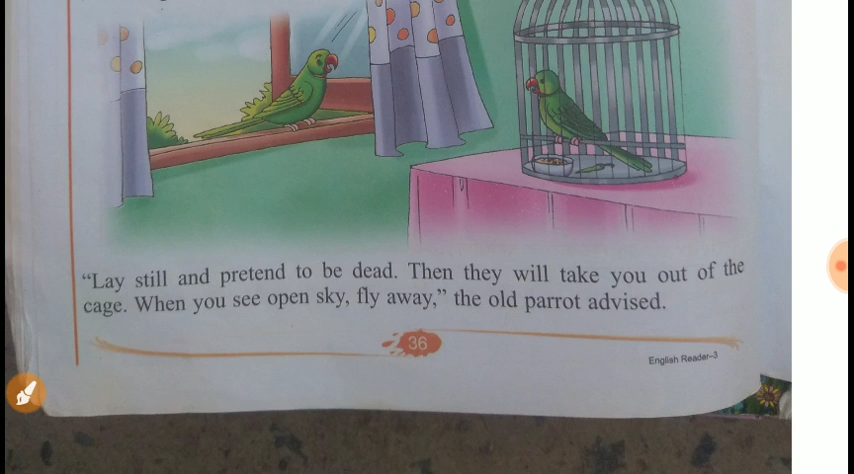 “Lay still and pretend to be dead. Then they will take you out of the
cage. When you see open sky, fly away,” the old parrot advised.
36
English Reader–3